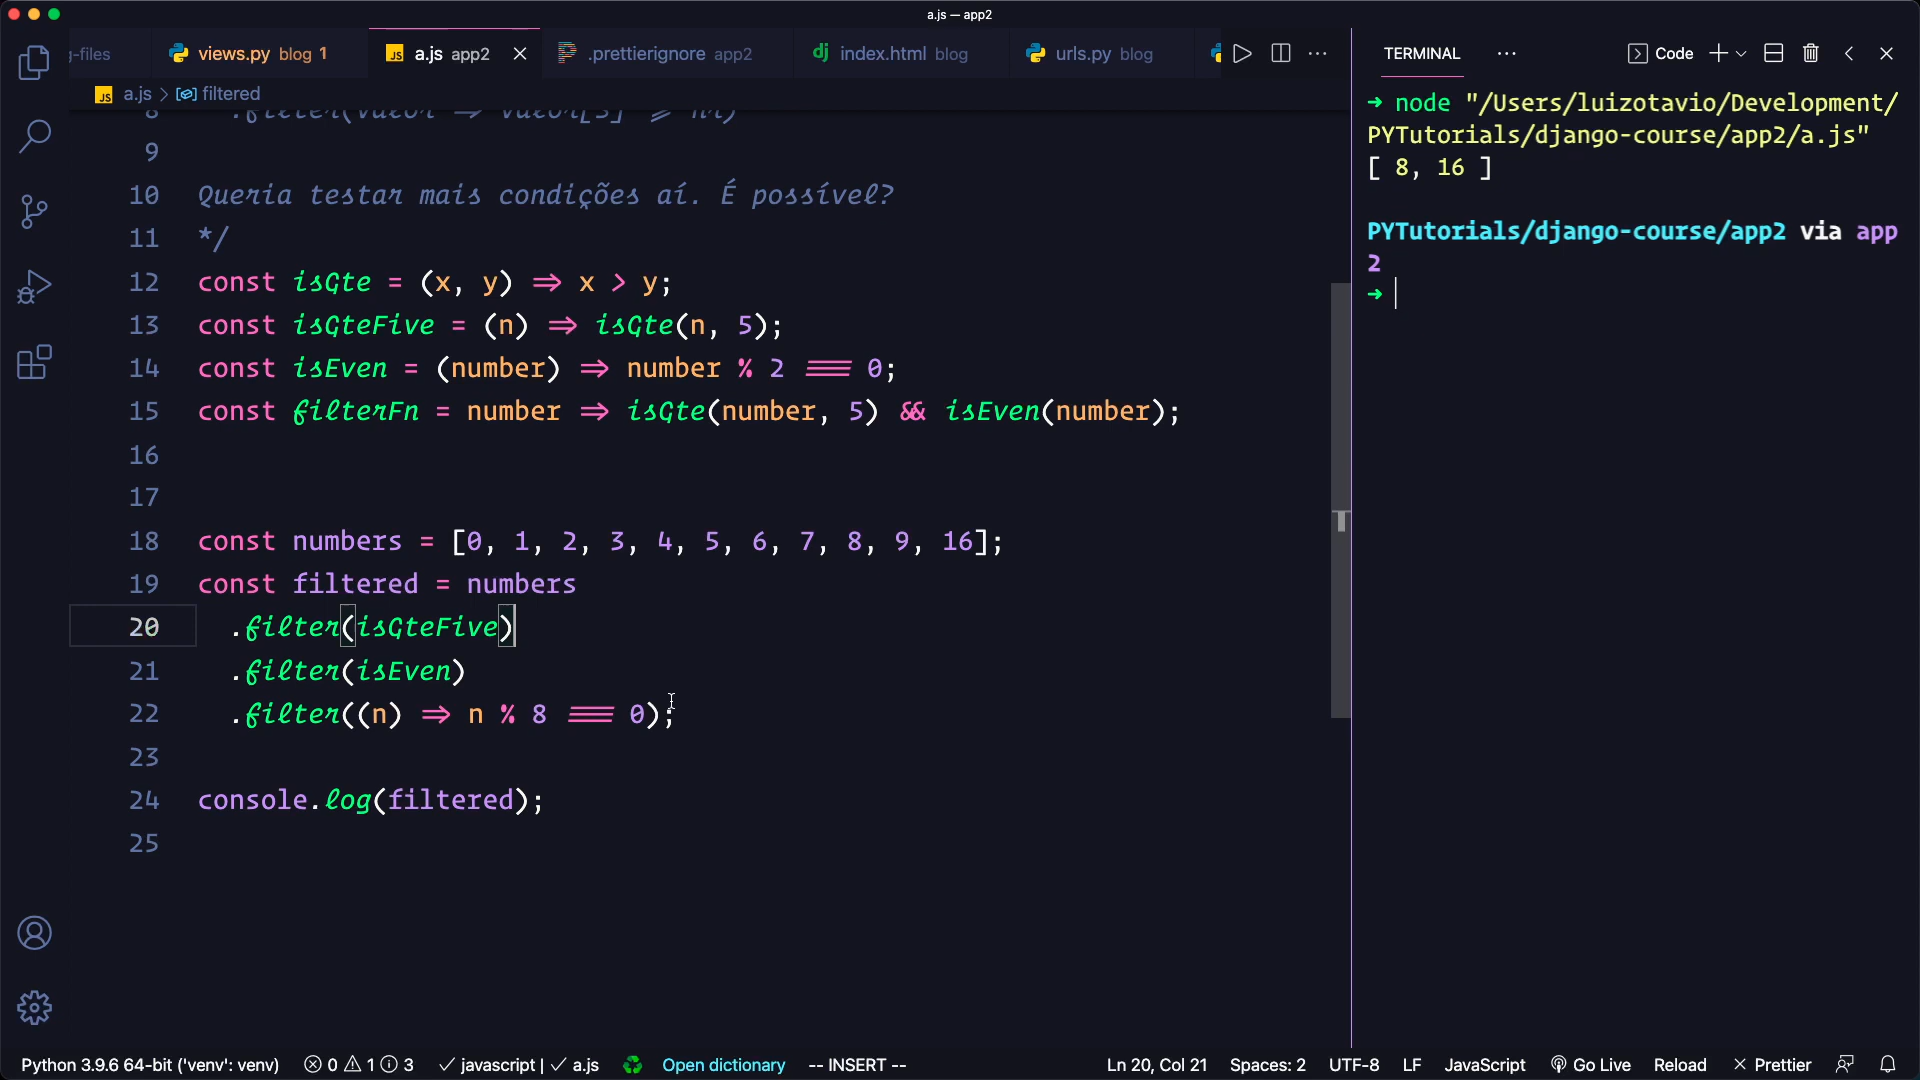 a.js — app2
g-files
views.py blog 1
a.js app2
.prettierignore app2
index.html blog
urls.py blog
a.js > filtered
TERMINAL
Code
8
9
10 Queria testar mais condições aí. É possível?
11 */
12 const isGte = (x, y) => x > y;
13 const isGteFive = (n) => isGte(n, 5);
14 const isEven = (number) => number % 2 === 0;
15 const filterFn = number => isGte(number, 5) && isEven(number);
16
17
18 const numbers = [0, 1, 2, 3, 4, 5, 6, 7, 8, 9, 16];
19 const filtered = numbers
20 .filter(isGteFive)
21 .filter(isEven)
22 .filter((n) => n % 8 === 0);
23
24 console.log(filtered);
25
→ node "/Users/luizotavio/Development/
PYTutorials/django-course/app2/a.js"
[ 8, 16 ]
PYTutorials/django-course/app2 via app
2
→
Python 3.9.6 64-bit ('venv': venv) 0 1 3 ✓ javascript | ✓ a.js Open dictionary -- INSERT -- Ln 20, Col 21 Spaces: 2 UTF-8 LF JavaScript Go Live Reload × Prettier